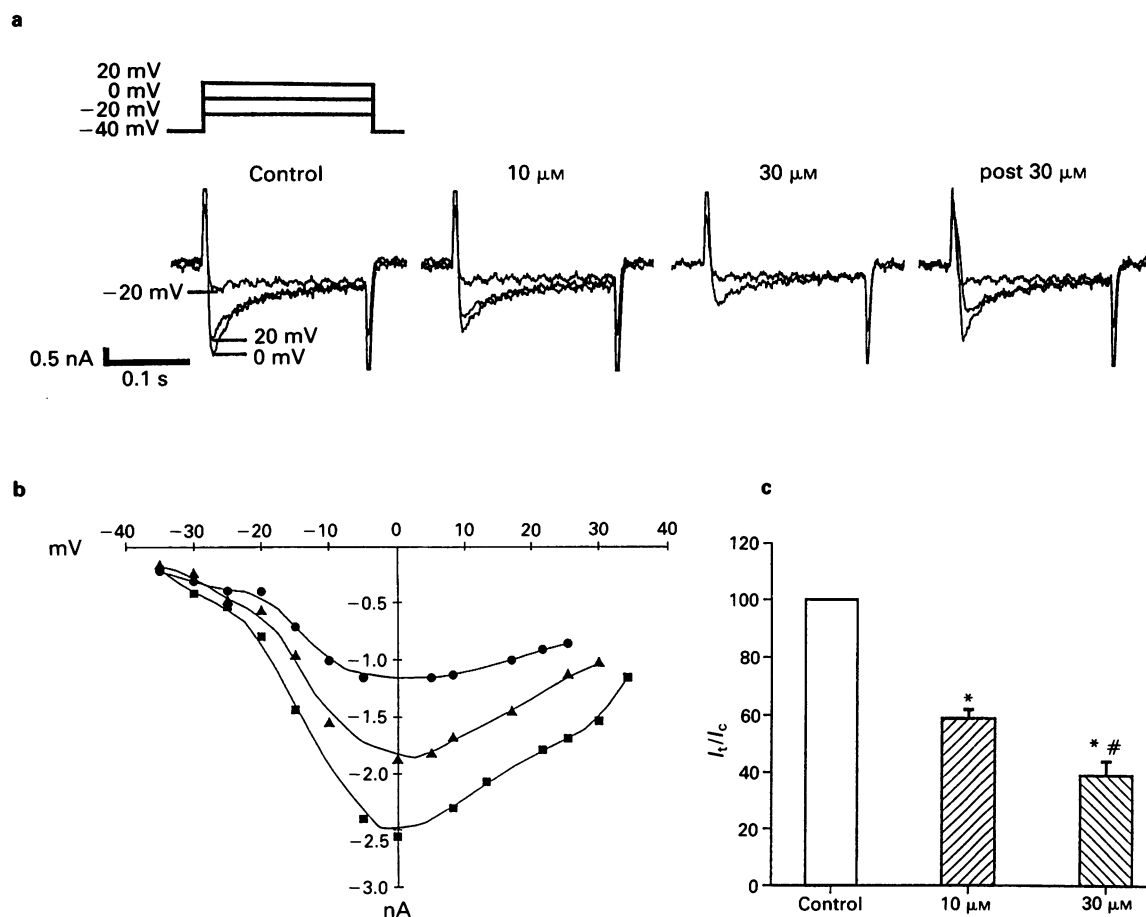 a
20 mV
0 mV
−20 mV
−40 mV
Control
10 μM
30 μM
post 30 μM
−20 mV
20 mV
0 mV
0.5 nA
0.1 s
b
−40
−30
−20
−10
0
10
20
30
40
mV
−0.5
−1.0
−1.5
−2.0
−2.5
−3.0
nA
c
120
100
80
60
40
20
0
It/Ic
*
* #
Control
10 μM
30 μM